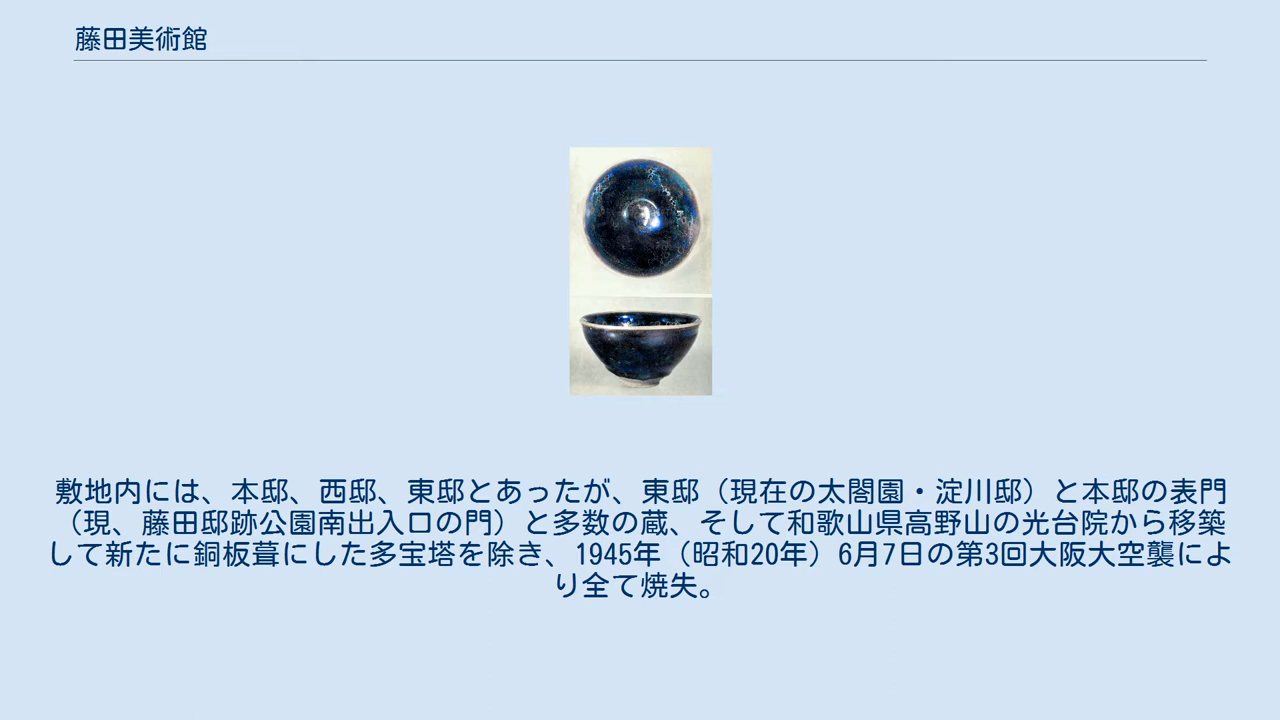 藤田美術館
敷地内には、本邸、西邸、東邸とあったが、東邸（現在の太閤園・淀川邸）と本邸の表門
（現、藤田邸跡公園南出入口の門）と多数の蔵、そして和歌山県高野山の光台院から移築
して新たに銅板葺にした多宝塔を除き、1945年（昭和20年）6月7日の第3回大阪大空襲によ
り全て焼失。